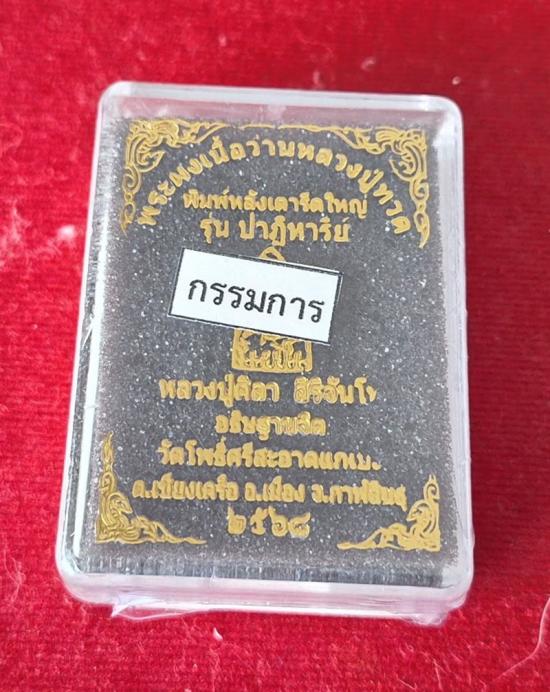 พระผงเนื้อว่านหลวงปู่ทวด
พิมพ์หลังเตารีดใหญ่
รุ่น ปาฏิหาริย์
กรรมการ
หลวงปู่ศิลา สิริจันโท
อธิษฐานจิต
วัดโพธิ์ศรีสะอาดแกเปะ
ต.เชียงเครือ อ.เมือง จ.กาฬสินธุ์
๒๕๖๘